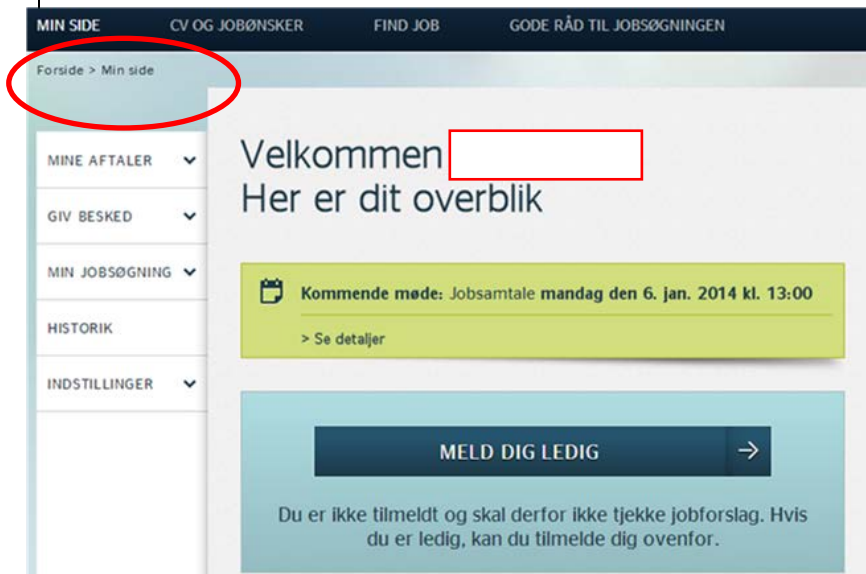 MIN SIDE CV OG JOBØNSKER FIND JOB GODE RÅD TIL JOBSØGNINGEN
Forside > Min side
MINE AFTALER
GIV BESKED
MIN JOBSØGNING
HISTORIK
INDSTILLINGER
Velkommen
Her er dit overblik
Kommende møde: Jobsamtale mandag den 6. jan. 2014 kl. 13:00
> Se detaljer
MELD DIG LEDIG
Du er ikke tilmeldt og skal derfor ikke tjekke jobforslag. Hvis
du er ledig, kan du tilmelde dig ovenfor.